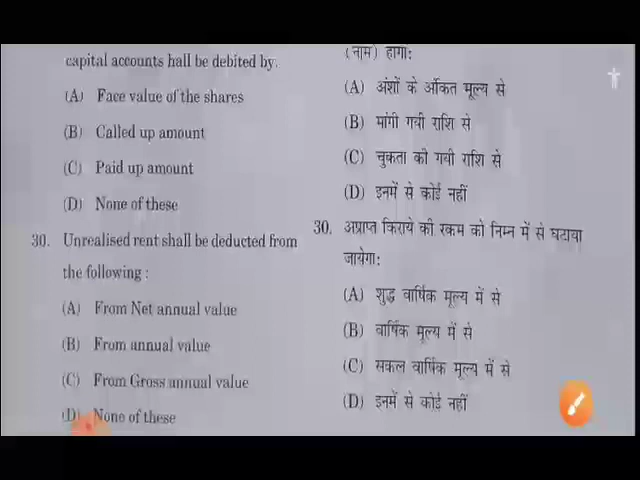 capital accounts hall be debited by.
(A) Face value of the shares
(B) Called up amount
(C) Paid up amount
(D) None of these
30. Unrealised rent shall be deducted from
the following :
(A) From Net annual value
(B) From annual value
(C) From Gross annual value
(D) None of these
(नाम) होगाः
(A) अंशों के अंकित मूल्य से
(B) मांगी गयी राशि से
(C) चुकता की गयी राशि से
(D) इनमें से कोई नहीं
30. अप्राप्त किराये की रकम को निम्न में से घटाया
जायेगाः
(A) शुद्ध वार्षिक मूल्य में से
(B) वार्षिक मूल्य में से
(C) सकल वार्षिक मूल्य में से
(D) इनमें से कोई नहीं